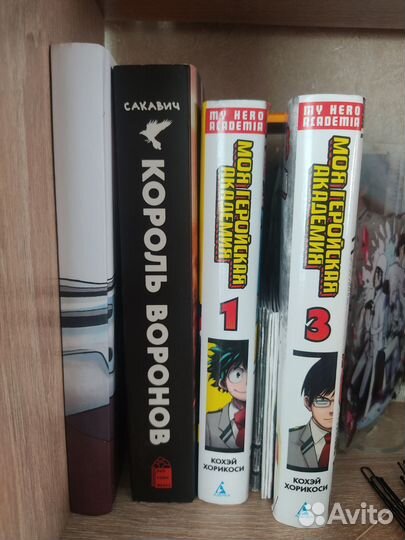 САКАВИЧ
КОРОЛЬ ВОРОНОВ
MY HERO
ACADEMIA
МОЯ ГЕРОЙСКАЯ
АКАДЕМИЯ
1
КОХЭЙ
ХОРИКОСИ
MY HERO
ACADEMIA
МОЯ ГЕРОЙСКАЯ
АКАДЕМИЯ
3
КОХЭЙ
ХОРИКОСИ
Avito